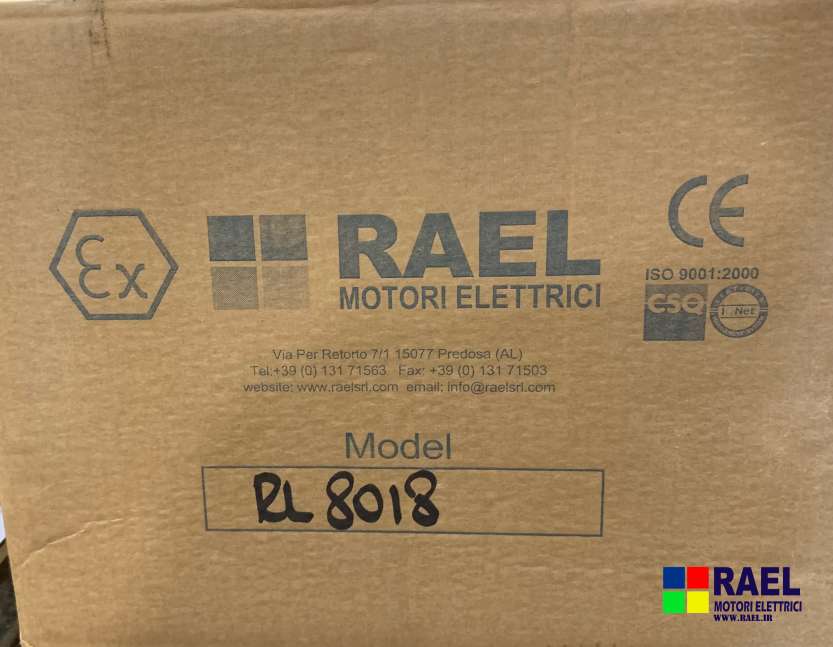 Ex
RAEL
MOTORI ELETTRICI
CE
ISO 9001:2000
CSQ
Net
Via Per Retorto 7/1 15077 Predosa (AL)
Tel:+39 (0) 131 71563 Fax: +39 (0) 131 71503
website: www.raelsrl.com email: info@raelsrl.com
Model
RL 8018
RAEL
MOTORI ELETTRICI
WWW.RAEL.IR